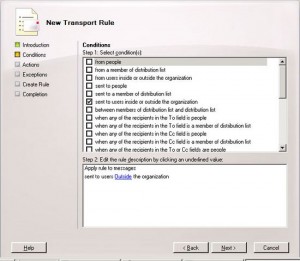 New Transport Rule
Introduction
Conditions
Actions
Exceptions
Create Rule
Completion
Conditions
Step 1: Select condition(s):
from people
from a member of distribution list
from users inside or outside the organization
sent to people
sent to a member of distribution list
sent to users inside or outside the organization
between members of distribution list and distribution list
when any of the recipients in the To field is people
when any of the recipients in the To field is a member of distribution list
when any of the recipients in the Cc field is people
when any of the recipients in the Cc field is a member of distribution list
when any of the recipients in the To or Cc fields are people
Step 2: Edit the rule description by clicking an underlined value:
Apply rule to messages
sent to users Outside the organization
Help
< Back
Next >
Cancel